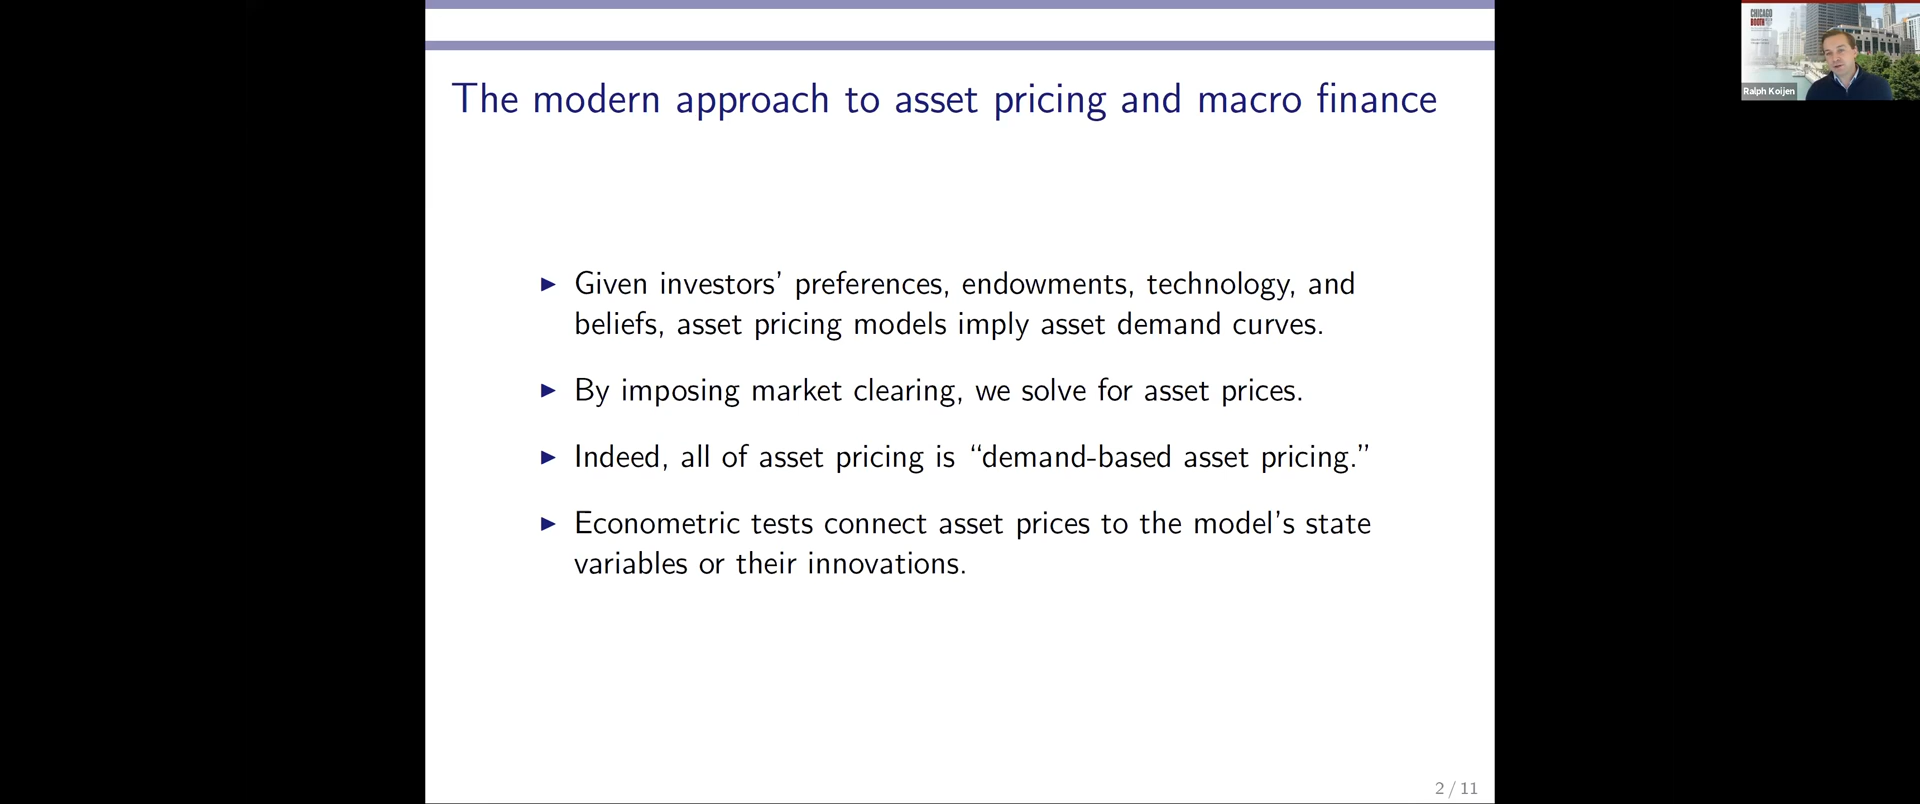 The modern approach to asset pricing and macro finance
▶ Given investors’ preferences, endowments, technology, and
beliefs, asset pricing models imply asset demand curves.
▶ By imposing market clearing, we solve for asset prices.
▶ Indeed, all of asset pricing is “demand-based asset pricing.”
▶ Econometric tests connect asset prices to the model’s state
variables or their innovations.
2 / 11
CHICAGO
BOOTH
Ralph Koijen